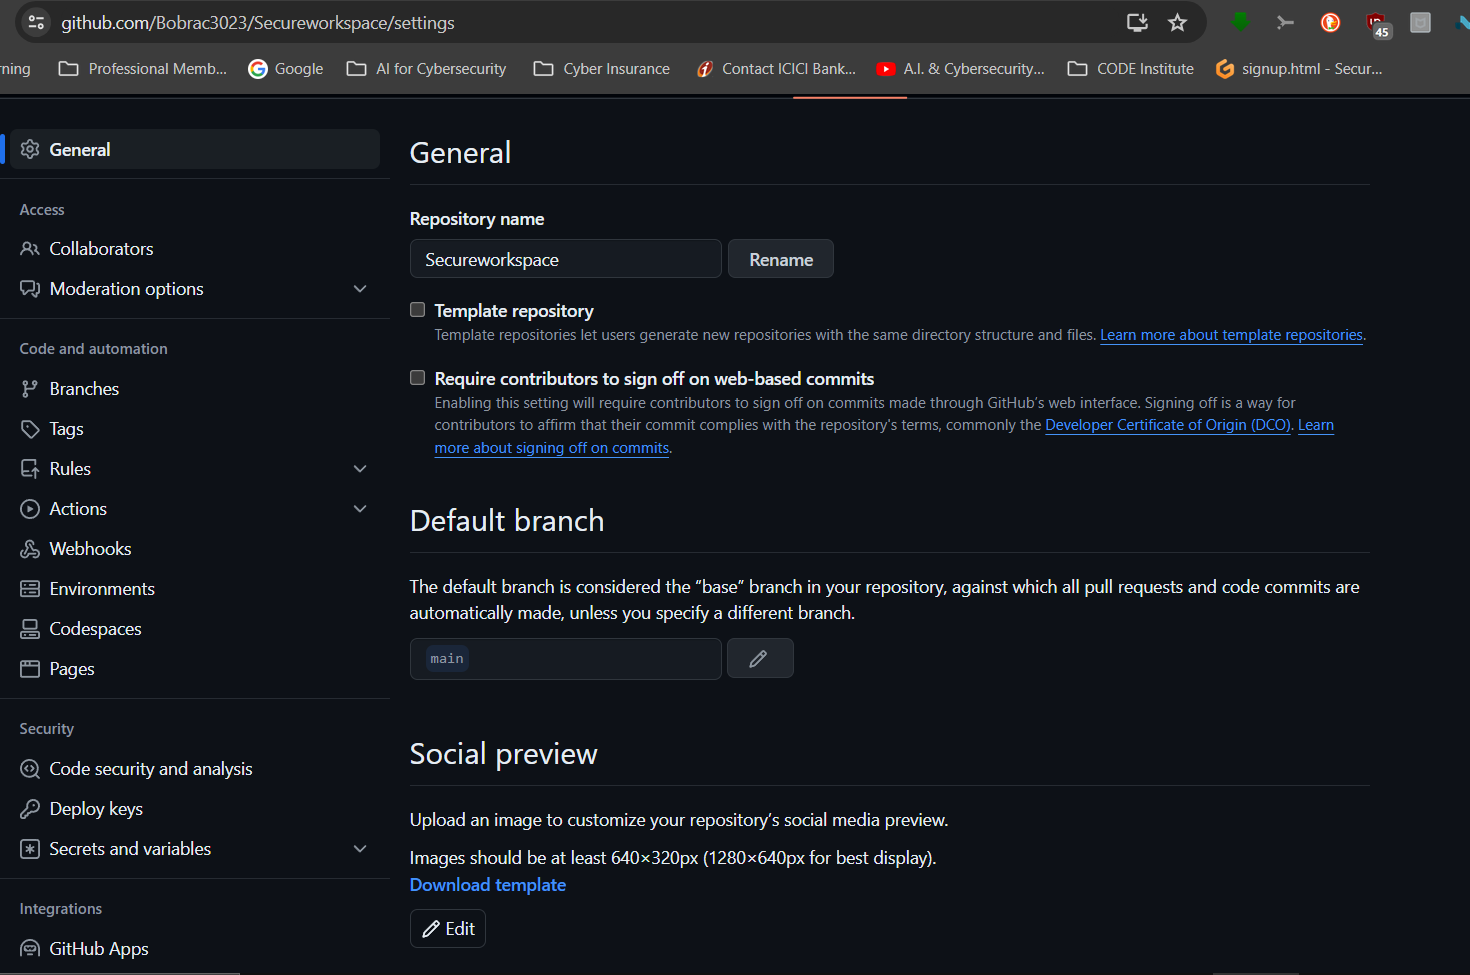 github.com/Bobrac3023/Secureworkspace/settings
45
rning
Professional Memb...
Google
AI for Cybersecurity
Cyber Insurance
Contact ICICI Bank...
A.I. & Cybersecurity...
CODE Institute
signup.html - Secur...
General
Access
Collaborators
Moderation options
Code and automation
Branches
Tags
Rules
Actions
Webhooks
Environments
Codespaces
Pages
Security
Code security and analysis
Deploy keys
Secrets and variables
Integrations
GitHub Apps
General
Repository name
Secureworkspace
Rename
Template repository
Template repositories let users generate new repositories with the same directory structure and files. Learn more about template repositories.
Require contributors to sign off on web-based commits
Enabling this setting will require contributors to sign off on commits made through GitHub's web interface. Signing off is a way for
contributors to affirm that their commit complies with the repository's terms, commonly the Developer Certificate of Origin (DCO). Learn
more about signing off on commits.
Default branch
The default branch is considered the “base” branch in your repository, against which all pull requests and code commits are
automatically made, unless you specify a different branch.
main
Social preview
Upload an image to customize your repository's social media preview.
Images should be at least 640×320px (1280×640px for best display).
Download template
Edit